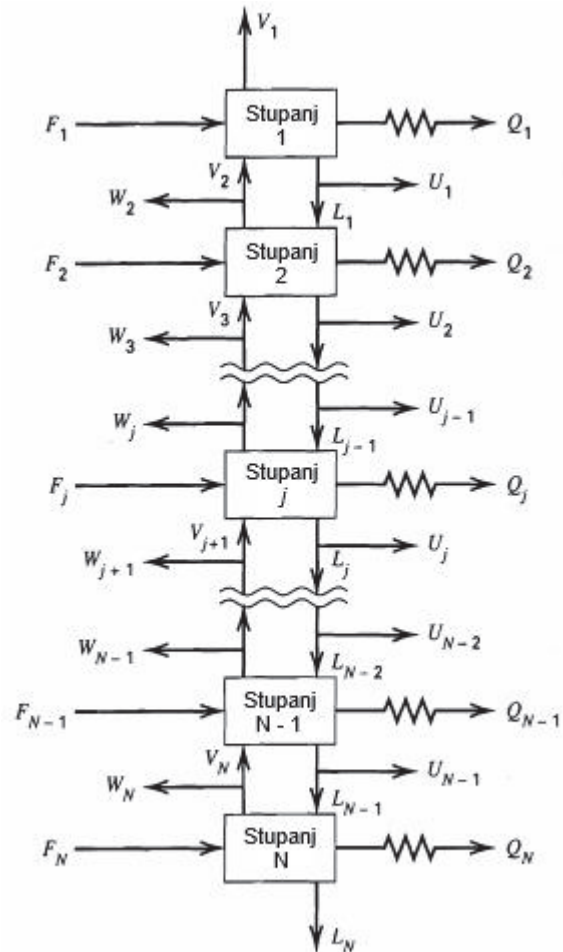 V1
F1 Stupanj 1 Q1
V2 U1
W2 L1
F2 Stupanj 2 Q2
V3 U2
W3
Wj Uj−1
Lj−1
Fj Stupanj j Qj
Vj+1 Uj
Wj+1 Lj
WN−1 UN−2
LN−2
FN−1 Stupanj N - 1 QN−1
VN UN−1
WN LN−1
FN Stupanj N QN
LN